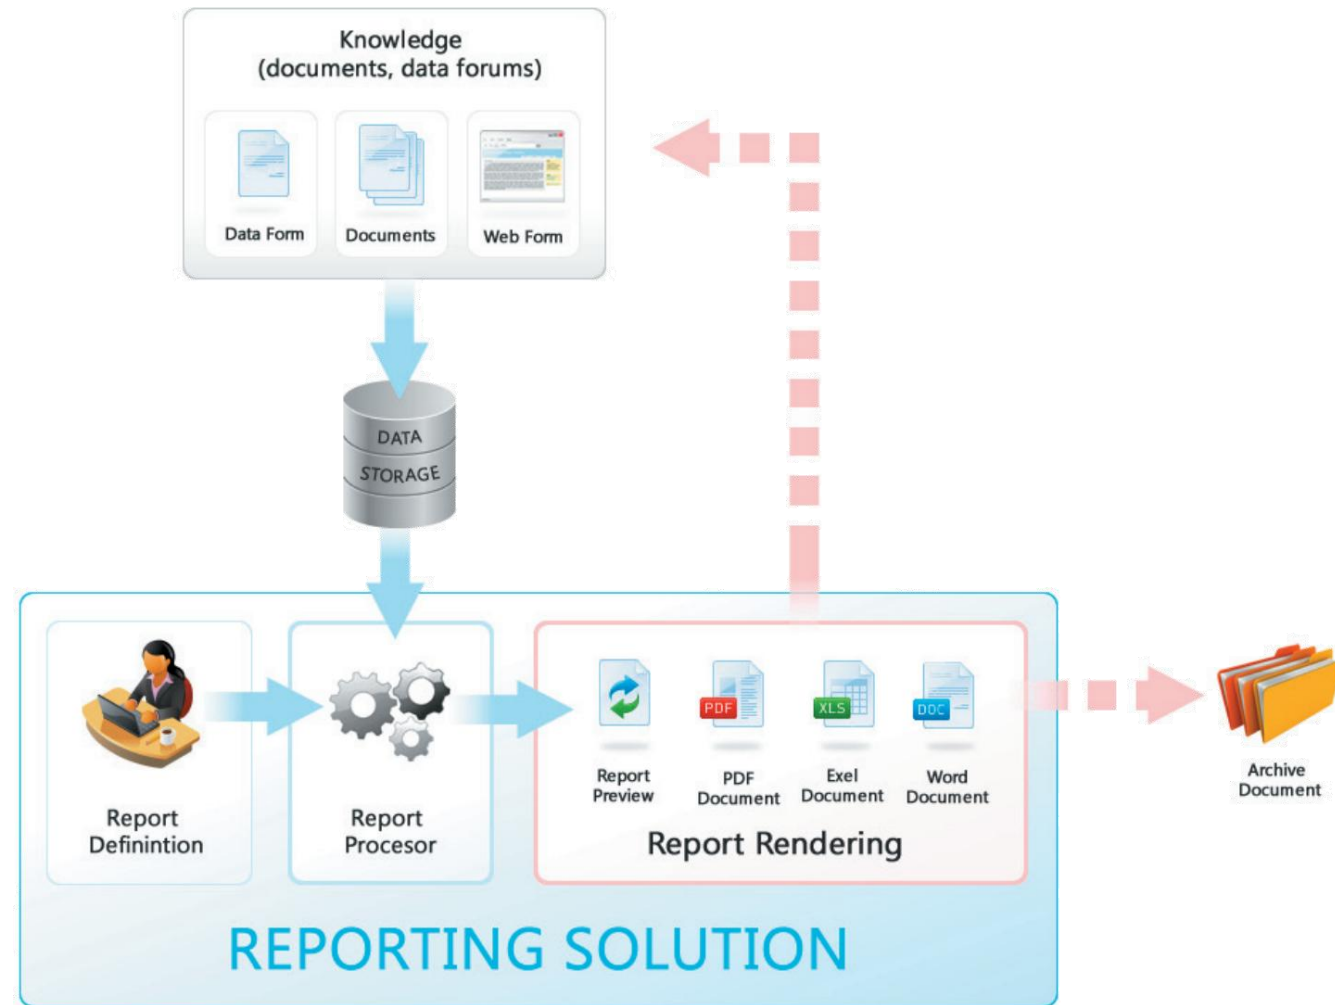 Knowledge
(documents, data forums)
Data Form
Documents
Web Form
DATA
STORAGE
PDF
XLS
DOC
Report
Preview
PDF
Document
Exel
Document
Word
Document
Archive
Document
Report
Definintion
Report
Procesor
Report Rendering
REPORTING SOLUTION